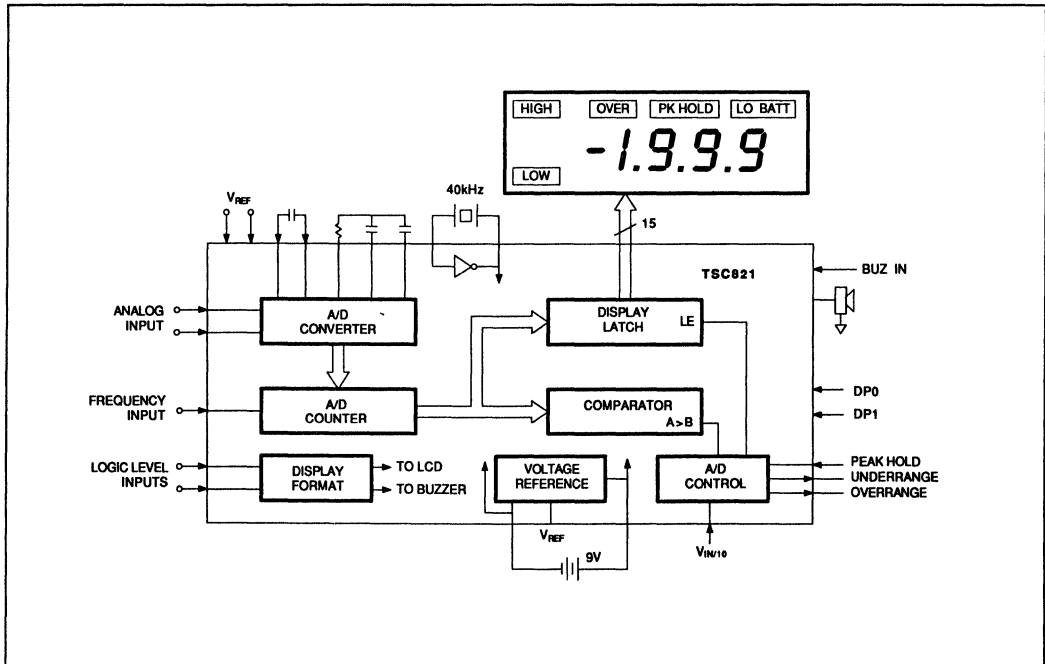 HIGH
OVER
PK HOLD
LO BATT
-1.9.9.9
LOW
40kHz
VREF
15
TSC821
BUZ IN
ANALOG
INPUT
A/D
CONVERTER
DISPLAY
LATCH
LE
FREQUENCY
INPUT
A/D
COUNTER
COMPARATOR
A>B
DP0
DP1
LOGIC LEVEL
INPUTS
DISPLAY
FORMAT
TO LCD
TO BUZZER
VOLTAGE
REFERENCE
A/D
CONTROL
PEAK HOLD
UNDERRANGE
OVERRANGE
VREF
9V
VIN/10